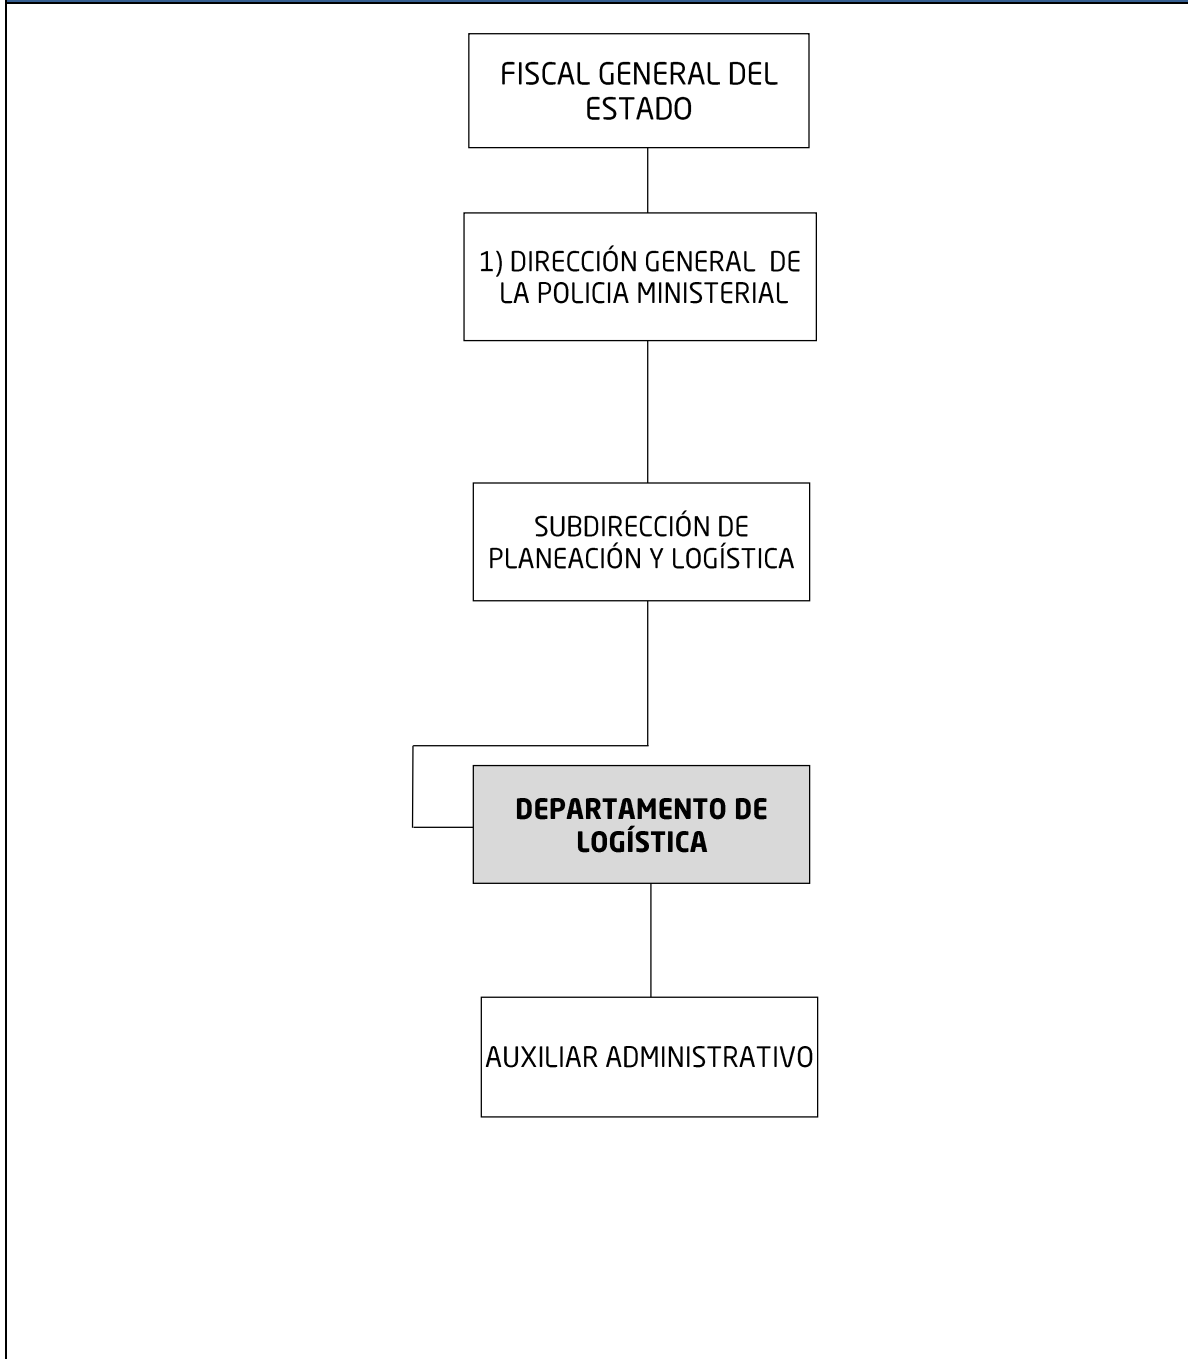 FISCAL GENERAL DEL
ESTADO
1) DIRECCIÓN GENERAL  DE
LA POLICIA MINISTERIAL
SUBDIRECCIÓN DE
PLANEACIÓN Y LOGÍSTICA
DEPARTAMENTO DE
LOGÍSTICA
AUXILIAR ADMINISTRATIVO